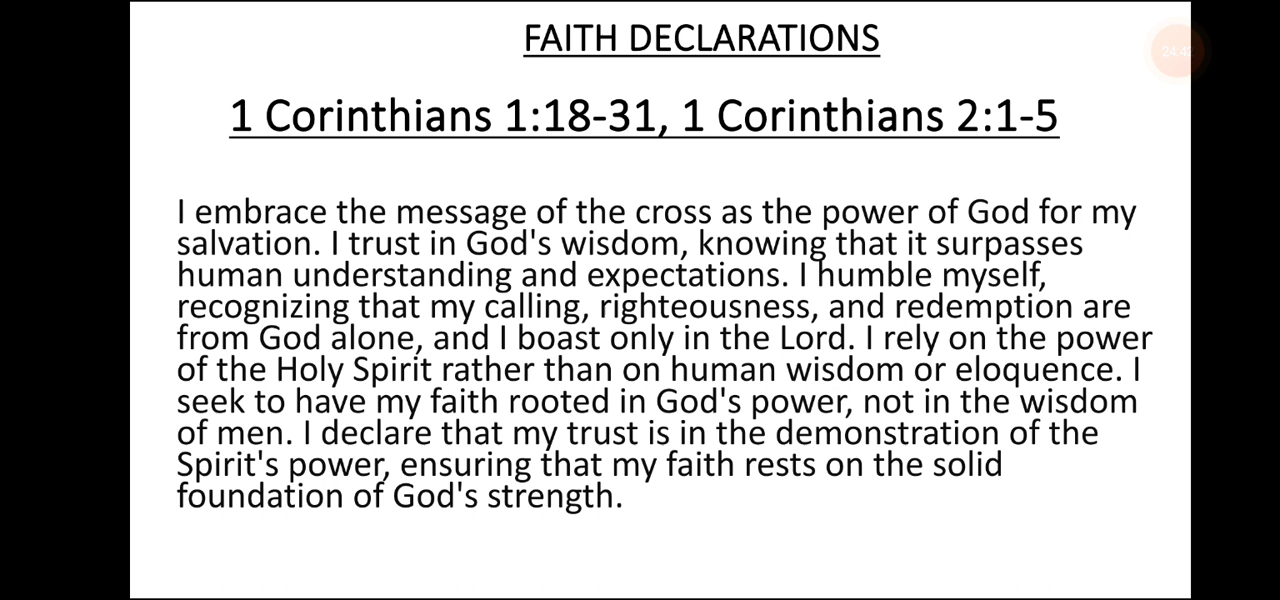 FAITH DECLARATIONS
24:42
1 Corinthians 1:18-31, 1 Corinthians 2:1-5
I embrace the message of the cross as the power of God for my
salvation. I trust in God's wisdom, knowing that it surpasses
human understanding and expectations. I humble myself,
recognizing that my calling, righteousness, and redemption are
from God alone, and I boast only in the Lord. I rely on the power
of the Holy Spirit rather than on human wisdom or eloquence. I
seek to have my faith rooted in God's power, not in the wisdom
of men. I declare that my trust is in the demonstration of the
Spirit's power, ensuring that my faith rests on the solid
foundation of God's strength.